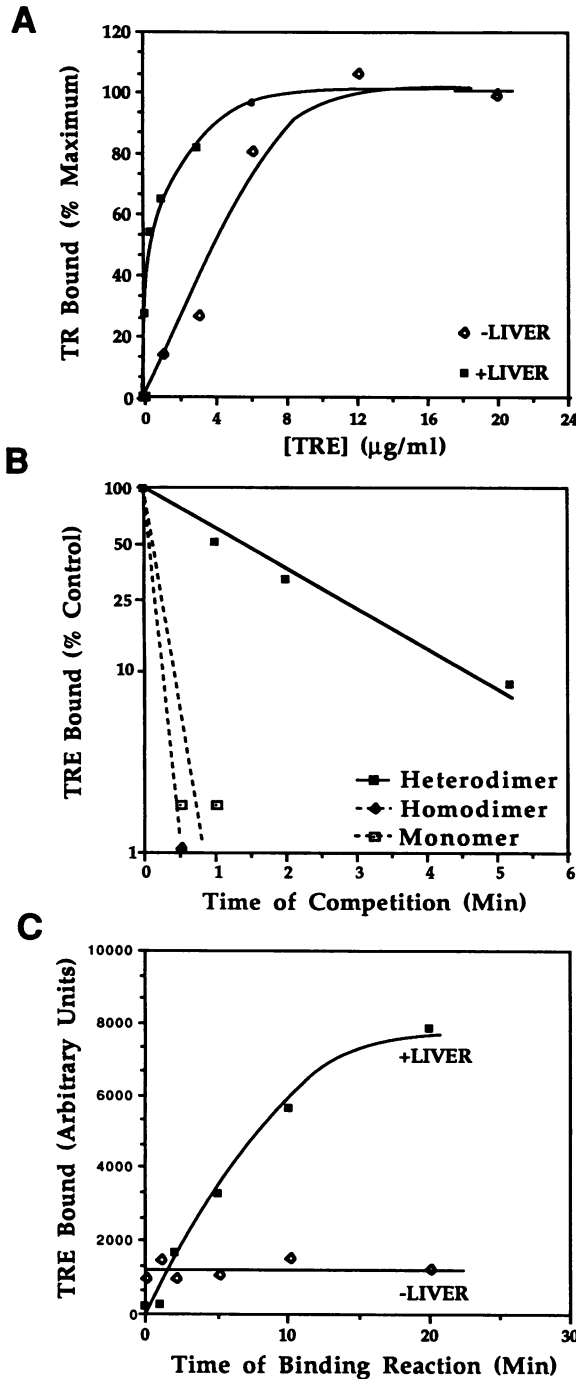 A
TR Bound (% Maximum)
120
100
80
60
40
20
0
0 4 8 12 16 20 24
[TRE] (µg/ml)
-LIVER
+LIVER
B
TRE Bound (% Control)
100
50
25
10
1
0 1 2 3 4 5 6
Time of Competition (Min)
Heterodimer
Homodimer
Monomer
C
TRE Bound (Arbitrary Units)
10000
8000
6000
4000
2000
0
0 10 20 30
Time of Binding Reaction (Min)
+LIVER
-LIVER